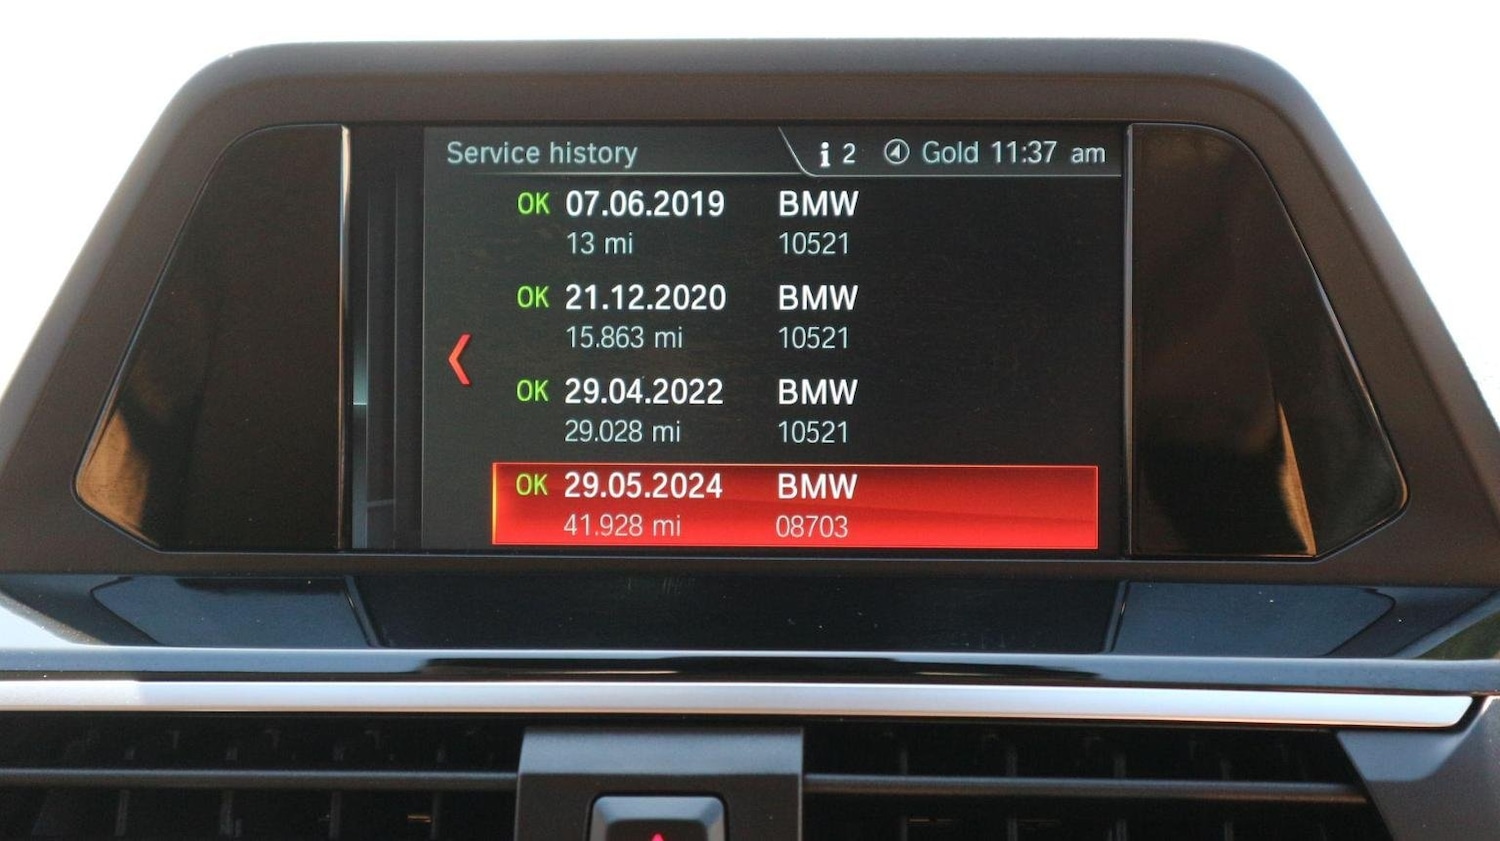 Service history i 2 Gold 11:37 am
OK 07.06.2019 BMW
13 mi 10521
OK 21.12.2020 BMW
15.863 mi 10521
OK 29.04.2022 BMW
29.028 mi 10521
OK 29.05.2024 BMW
41.928 mi 08703